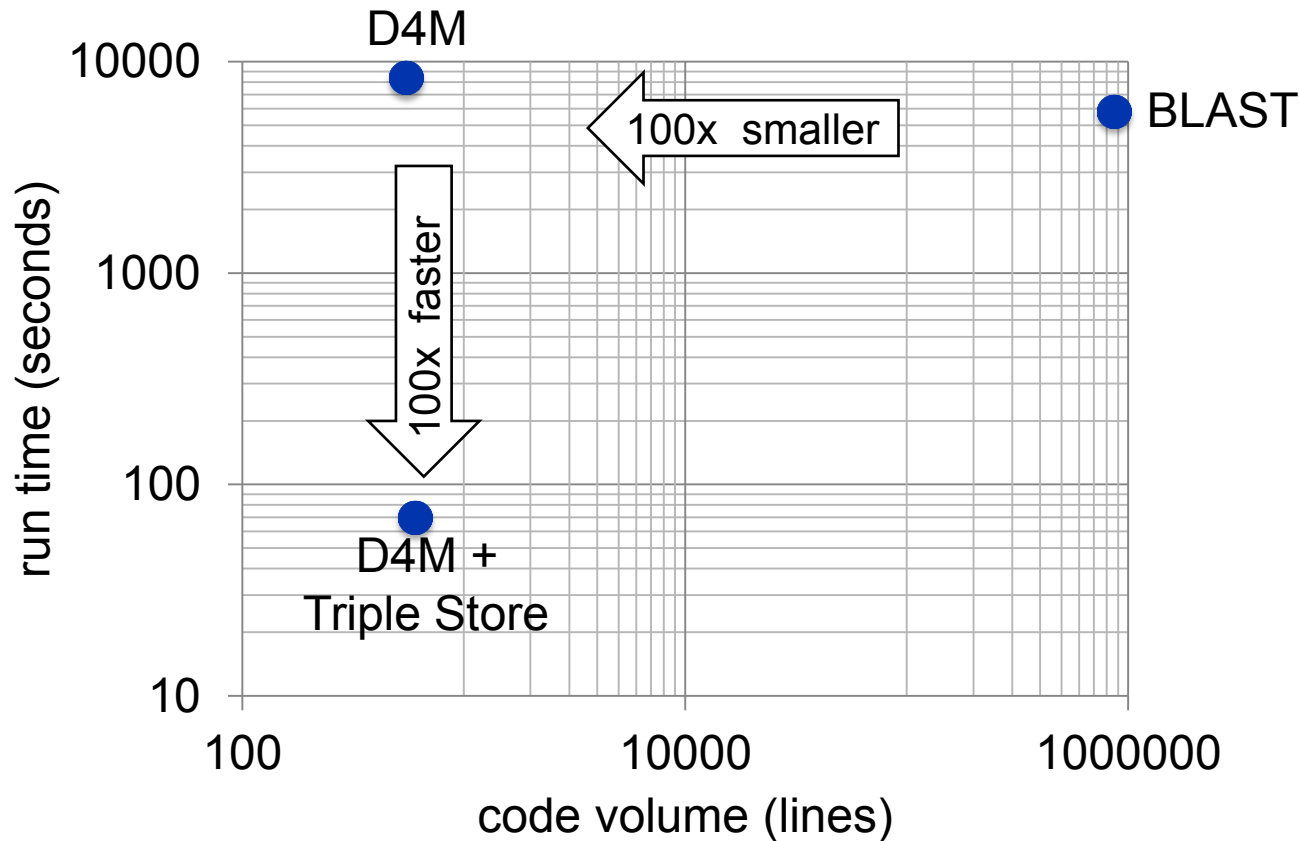 D4M
10000
BLAST
100x smaller
1000
100x faster
run time (seconds)
100
D4M +
Triple Store
10
100
10000
1000000
code volume (lines)